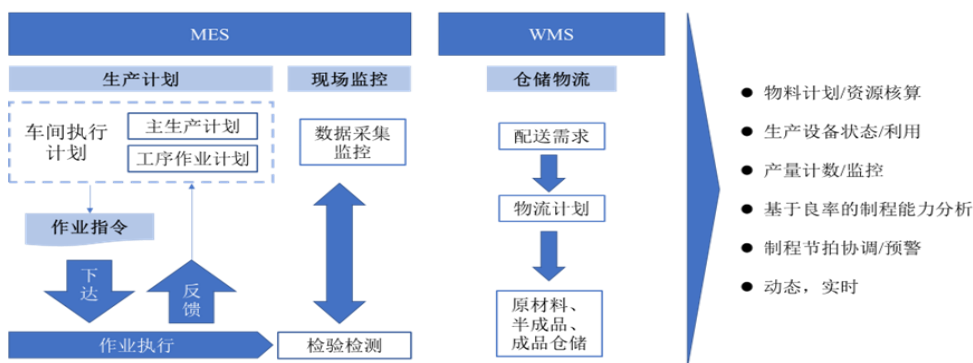 MES
WMS
生产计划
现场监控
仓储物流
车间执行
计划
主生产计划
工序作业计划
数据采集
监控
配送需求
物流计划
作业指令
下
达
反
馈
原材料、
半成品、
成品仓储
作业执行
检验检测
● 物料计划/资源核算
● 生产设备状态/利用
● 产量计数/监控
● 基于良率的制程能力分析
● 制程节拍协调/预警
● 动态，实时